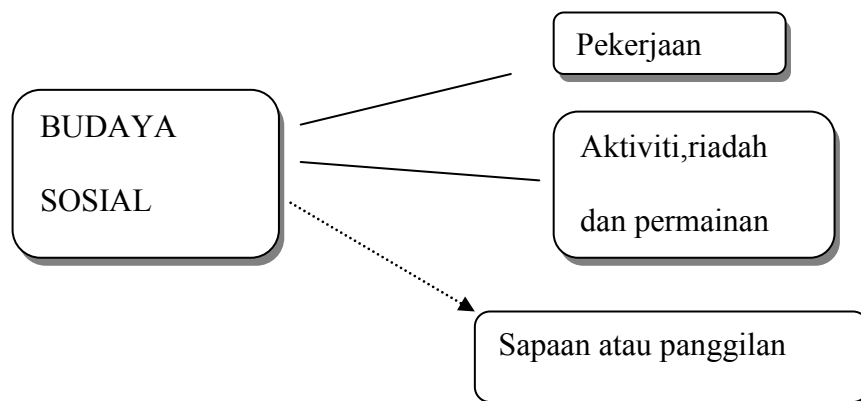 Pekerjaan
BUDAYA
SOSIAL
Aktiviti,riadah
dan permainan
Sapaan atau panggilan